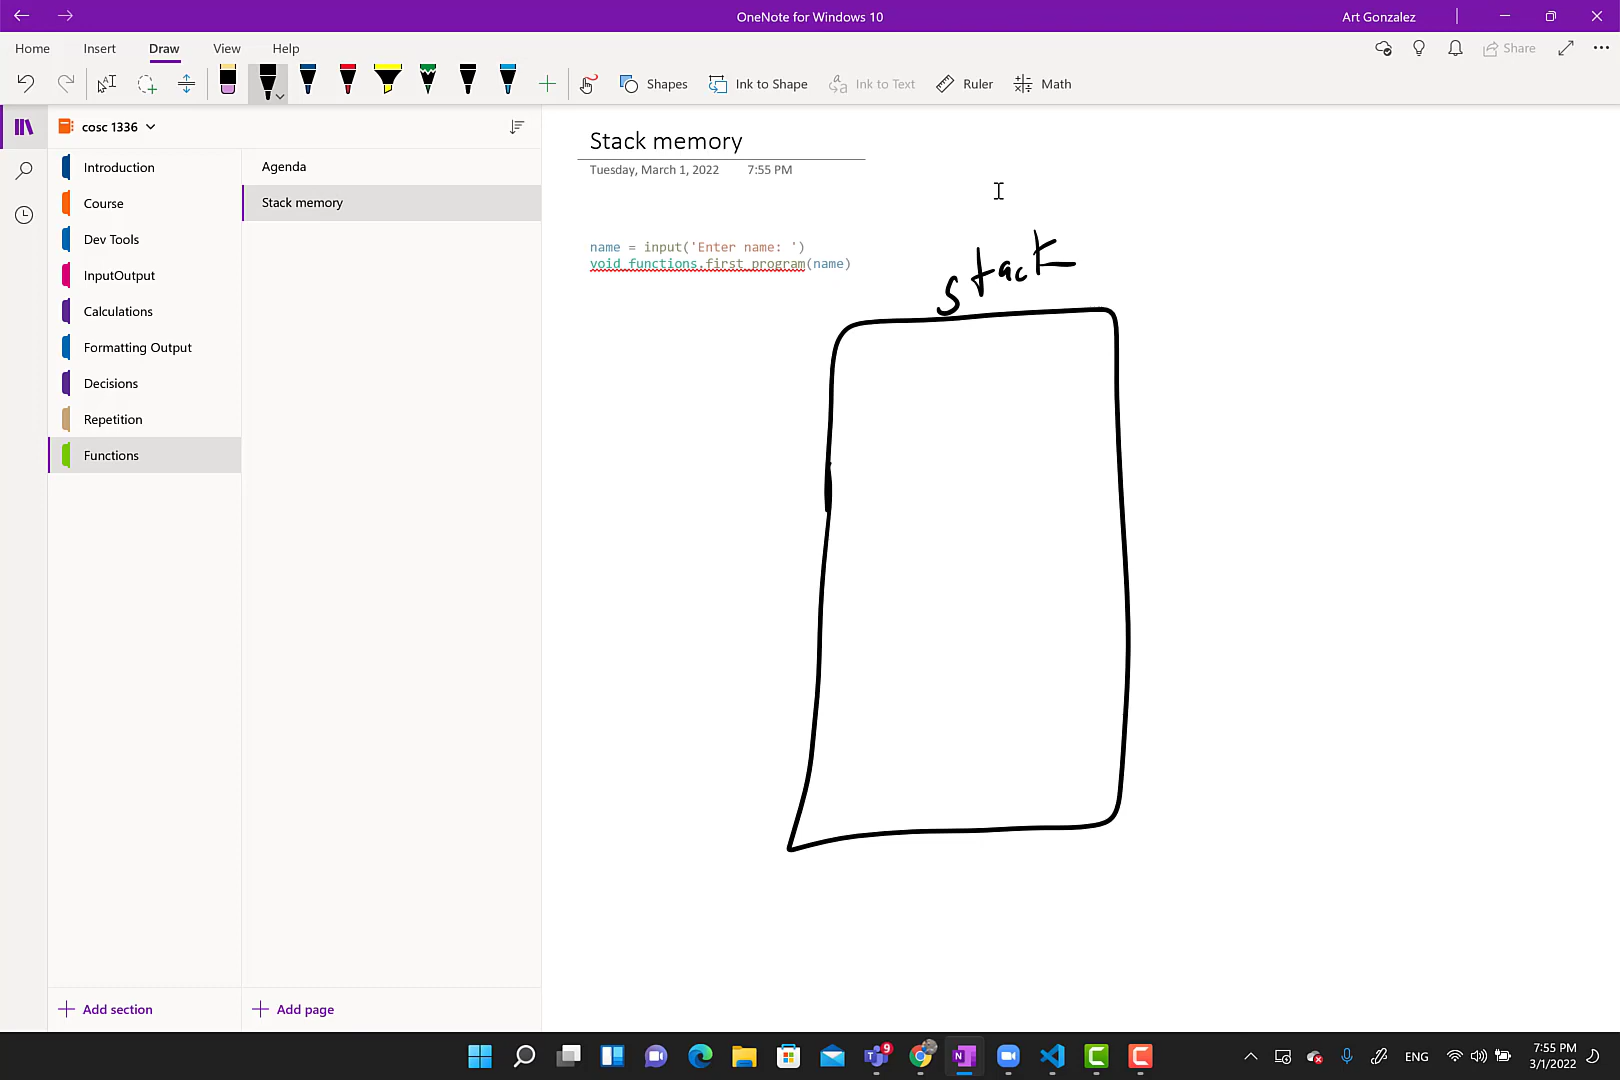 OneNote for Windows 10
Art Gonzalez
Home Insert Draw View Help
Share
Shapes Ink to Shape Ink to Text Ruler Math
cosc 1336
Introduction
Course
Dev Tools
InputOutput
Calculations
Formatting Output
Decisions
Repetition
Functions
Add section
Agenda
Stack memory
Add page
Stack memory
Tuesday, March 1, 2022 7:55 PM
name = input('Enter name: ')
void_functions.first_program(name)
stack
9
ENG
7:55 PM
3/1/2022